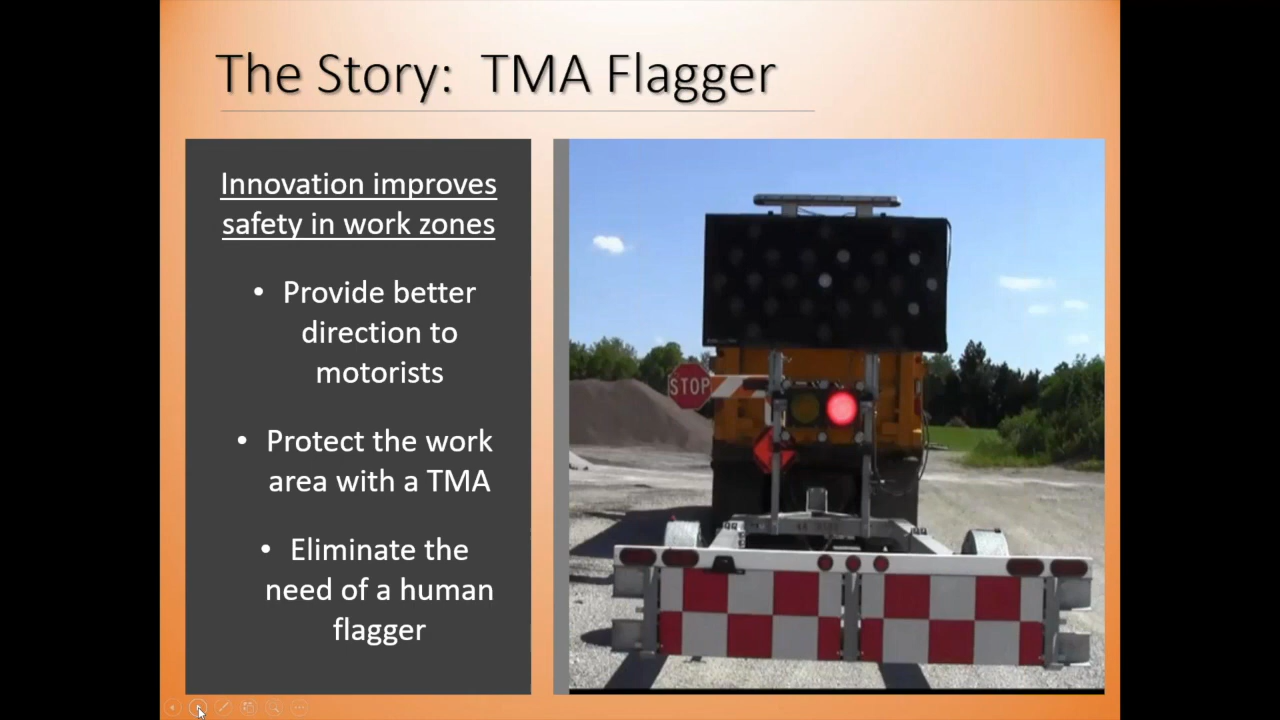 The Story: TMA Flagger
Innovation improves
safety in work zones
• Provide better
direction to
motorists
• Protect the work
area with a TMA
• Eliminate the
need of a human
flagger
STOP